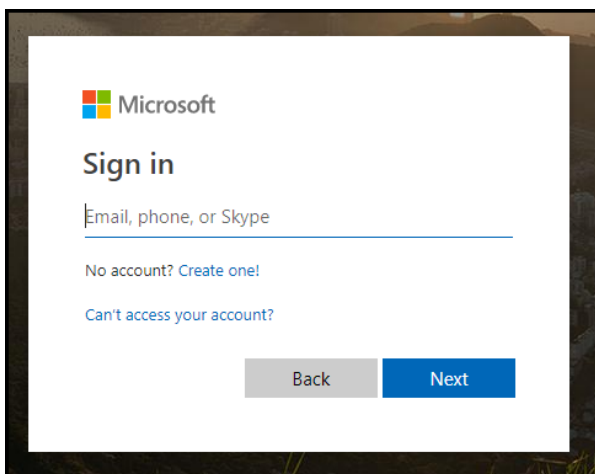 Microsoft
Sign in
Email, phone, or Skype
No account? Create one!
Can't access your account?
Back Next